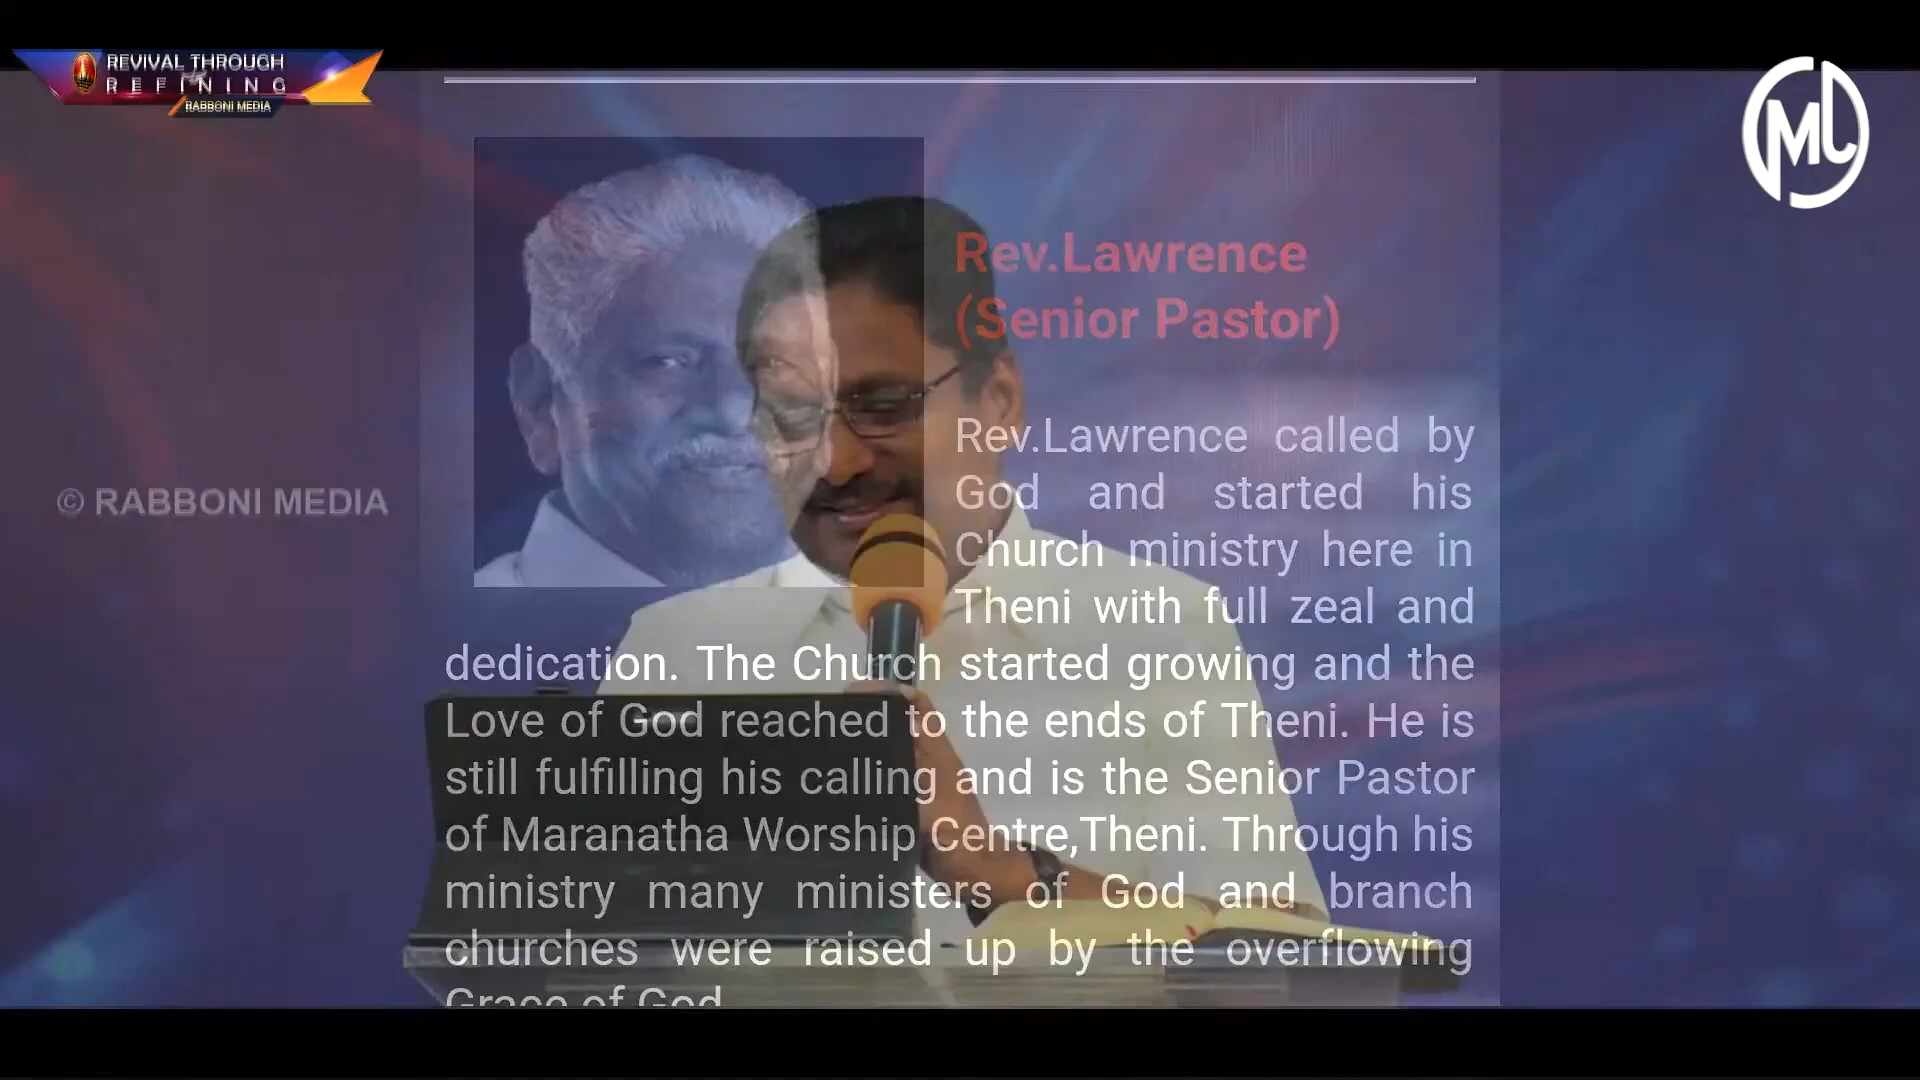 REVIVAL THROUGH
REFINING
RABBONI MEDIA
© RABBONI MEDIA
Rev.Lawrence
(Senior Pastor)
Rev.Lawrence called by
God and started his
Church ministry here in
Theni with full zeal and
dedication. The Church started growing and the
Love of God reached to the ends of Theni. He is
still fulfilling his calling and is the Senior Pastor
of Maranatha Worship Centre,Theni. Through his
ministry many ministers of God and branch
churches were raised up by the overflowing
Grace of God